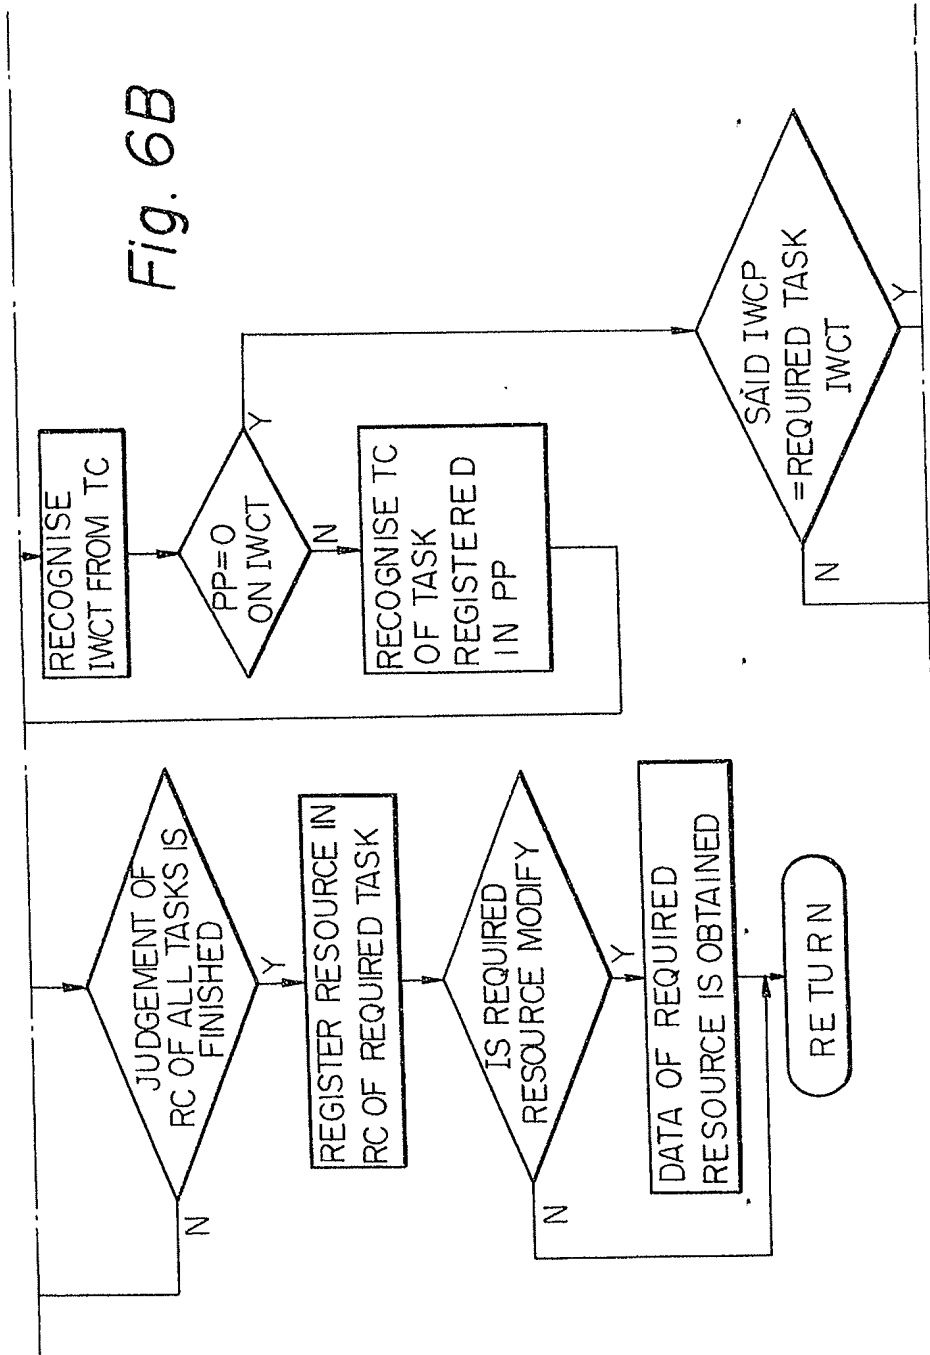 Fig. 6B
JUDGEMENT OF
RC OF ALL TASKS IS
FINISHED
N
Y
REGISTER RESOURCE IN
RC OF REQUIRED TASK
IS REQUIRED
RESOURCE MODIFY
N
Y
DATA OF REQUIRED
RESOURCE IS OBTAINED
RETURN
RECOGNISE
IWCT FROM TC
PP=0
ON IWCT
Y
N
RECOGNISE TC
OF TASK
REGISTERED
IN PP
SAID IWCP
=REQUIRED TASK
IWCT
N
Y